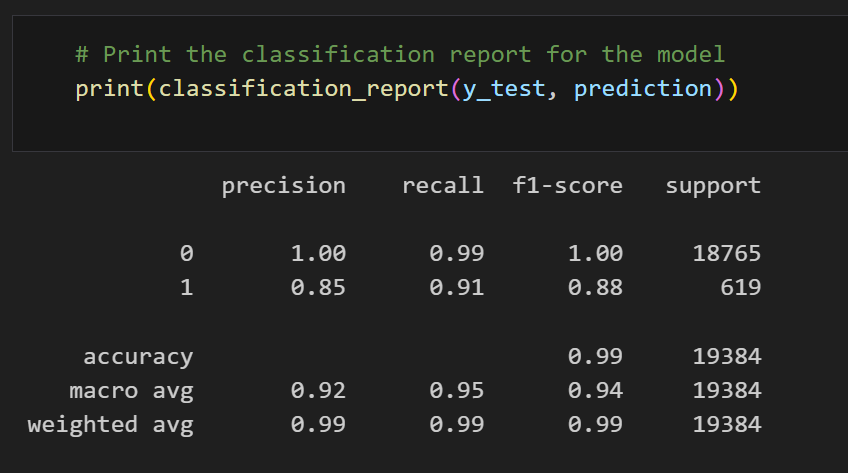 # Print the classification report for the model
print(classification_report(y_test, prediction))
precision recall f1-score support
0 1.00 0.99 1.00 18765
1 0.85 0.91 0.88 619
accuracy 0.99 19384
macro avg 0.92 0.95 0.94 19384
weighted avg 0.99 0.99 0.99 19384